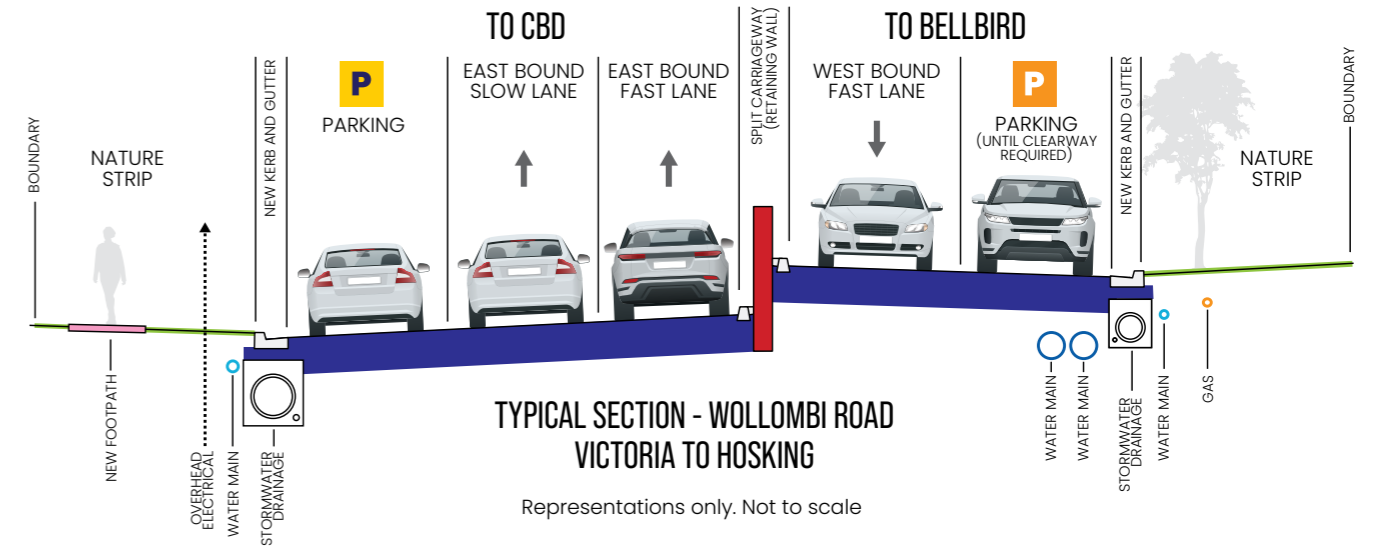 TO CBD
TO BELLBIRD
BOUNDARY
NATURE
STRIP
NEW KERB AND GUTTER
P
PARKING
EAST BOUND
SLOW LANE
EAST BOUND
FAST LANE
SPLIT CARRIAGEWAY
(RETAINING WALL)
WEST BOUND
FAST LANE
P
PARKING
(UNTIL CLEARWAY
REQUIRED)
NEW KERB AND GUTTER
NATURE
STRIP
BOUNDARY
NEW FOOTPATH
OVERHEAD
ELECTRICAL
WATER MAIN
STORMWATER
DRAINAGE
WATER MAIN
WATER MAIN
STORMWATER
DRAINAGE
WATER MAIN
GAS
TYPICAL SECTION - WOLLOMBI ROAD
VICTORIA TO HOSKING
Representations only. Not to scale